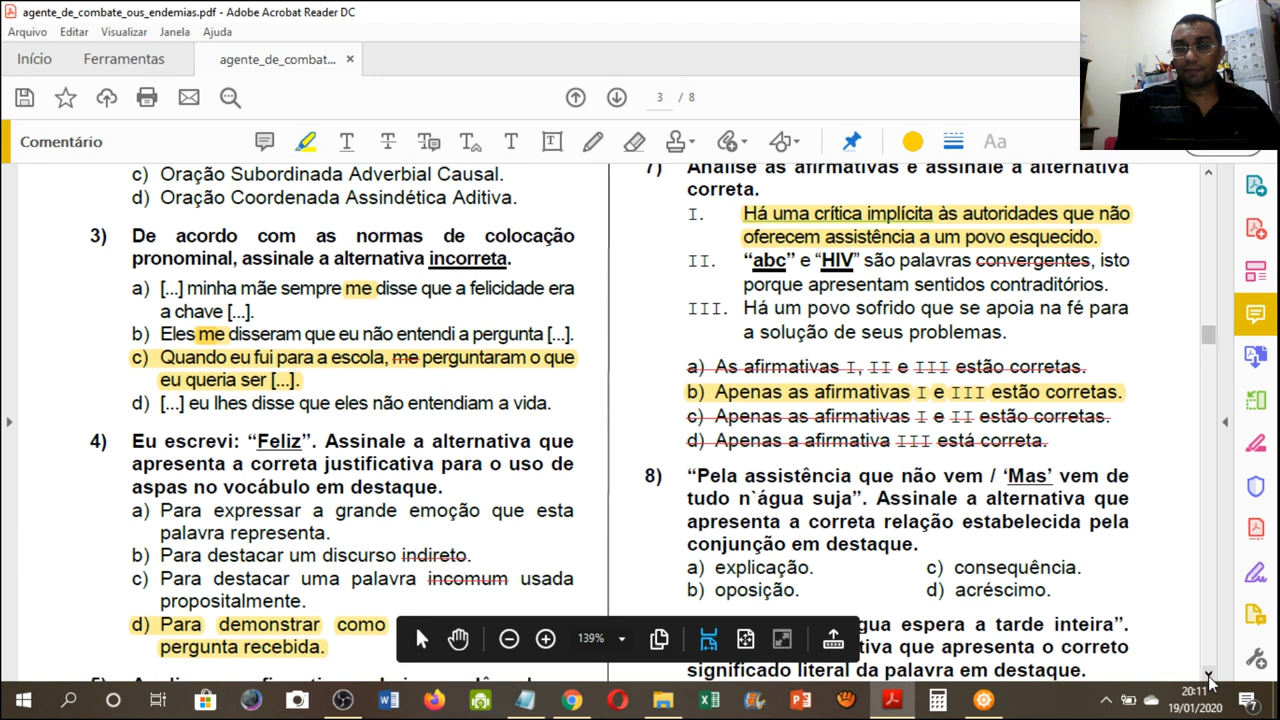 agente_de_combate_ous_endemias.pdf - Adobe Acrobat Reader DC
Arquivo Editar Visualizar Janela Ajuda
Início Ferramentas agente_de_combat... ×
3 / 8
Comentário
Aa
c) Oração Subordinada Adverbial Causal.
d) Oração Coordenada Assindética Aditiva.
3) De acordo com as normas de colocação
pronominal, assinale a alternativa incorreta.
a) [...] minha mãe sempre me disse que a felicidade era
a chave [...].
b) Eles me disseram que eu não entendi a pergunta [...].
c) Quando eu fui para a escola, me perguntaram o que
eu queria ser [...].
d) [...] eu lhes disse que eles não entendiam a vida.
4) Eu escrevi: “Feliz”. Assinale a alternativa que
apresenta a correta justificativa para o uso de
aspas no vocábulo em destaque.
a) Para expressar a grande emoção que esta
palavra representa.
b) Para destacar um discurso indireto.
c) Para destacar uma palavra incomum usada
propositalmente.
d) Para demonstrar como
pergunta recebida.
7) Analise as afirmativas e assinale a alternativa
correta.
I. Há uma crítica implícita às autoridades que não
oferecem assistência a um povo esquecido.
II. “abc” e “HIV” são palavras convergentes, isto
porque apresentam sentidos contraditórios.
III. Há um povo sofrido que se apoia na fé para
a solução de seus problemas.
a) As afirmativas I, II e III estão corretas.
b) Apenas as afirmativas I e III estão corretas.
c) Apenas as afirmativas I e II estão corretas.
d) Apenas a afirmativa III está correta.
8) “Pela assistência que não vem / ‘Mas’ vem de
tudo n`água suja”. Assinale a alternativa que
apresenta a correta relação estabelecida pela
conjunção em destaque.
a) explicação. c) consequência.
b) oposição. d) acréscimo.
gua espera a tarde inteira”.
tiva que apresenta o correto
significado literal da palavra em destaque.
139%
20:11
19/01/2020
7